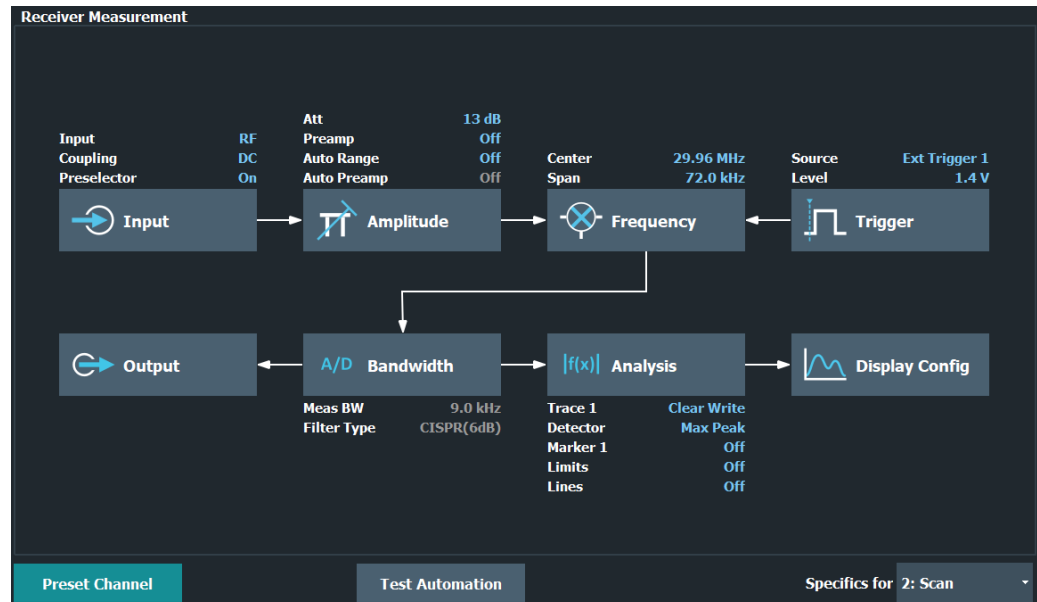 Receiver Measurement
Att 13 dB
Input RF Preamp Off
Coupling DC Auto Range Off Center 29.96 MHz Source Ext Trigger 1
Preselector On Auto Preamp Off Span 72.0 kHz Level 1.4 V
Input Amplitude Frequency Trigger
Output A/D Bandwidth |f(x)| Analysis Display Config
Meas BW 9.0 kHz Trace 1 Clear Write
Filter Type CISPR(6dB) Detector Max Peak
Marker 1 Off
Limits Off
Lines Off
Preset Channel Test Automation Specifics for 2: Scan